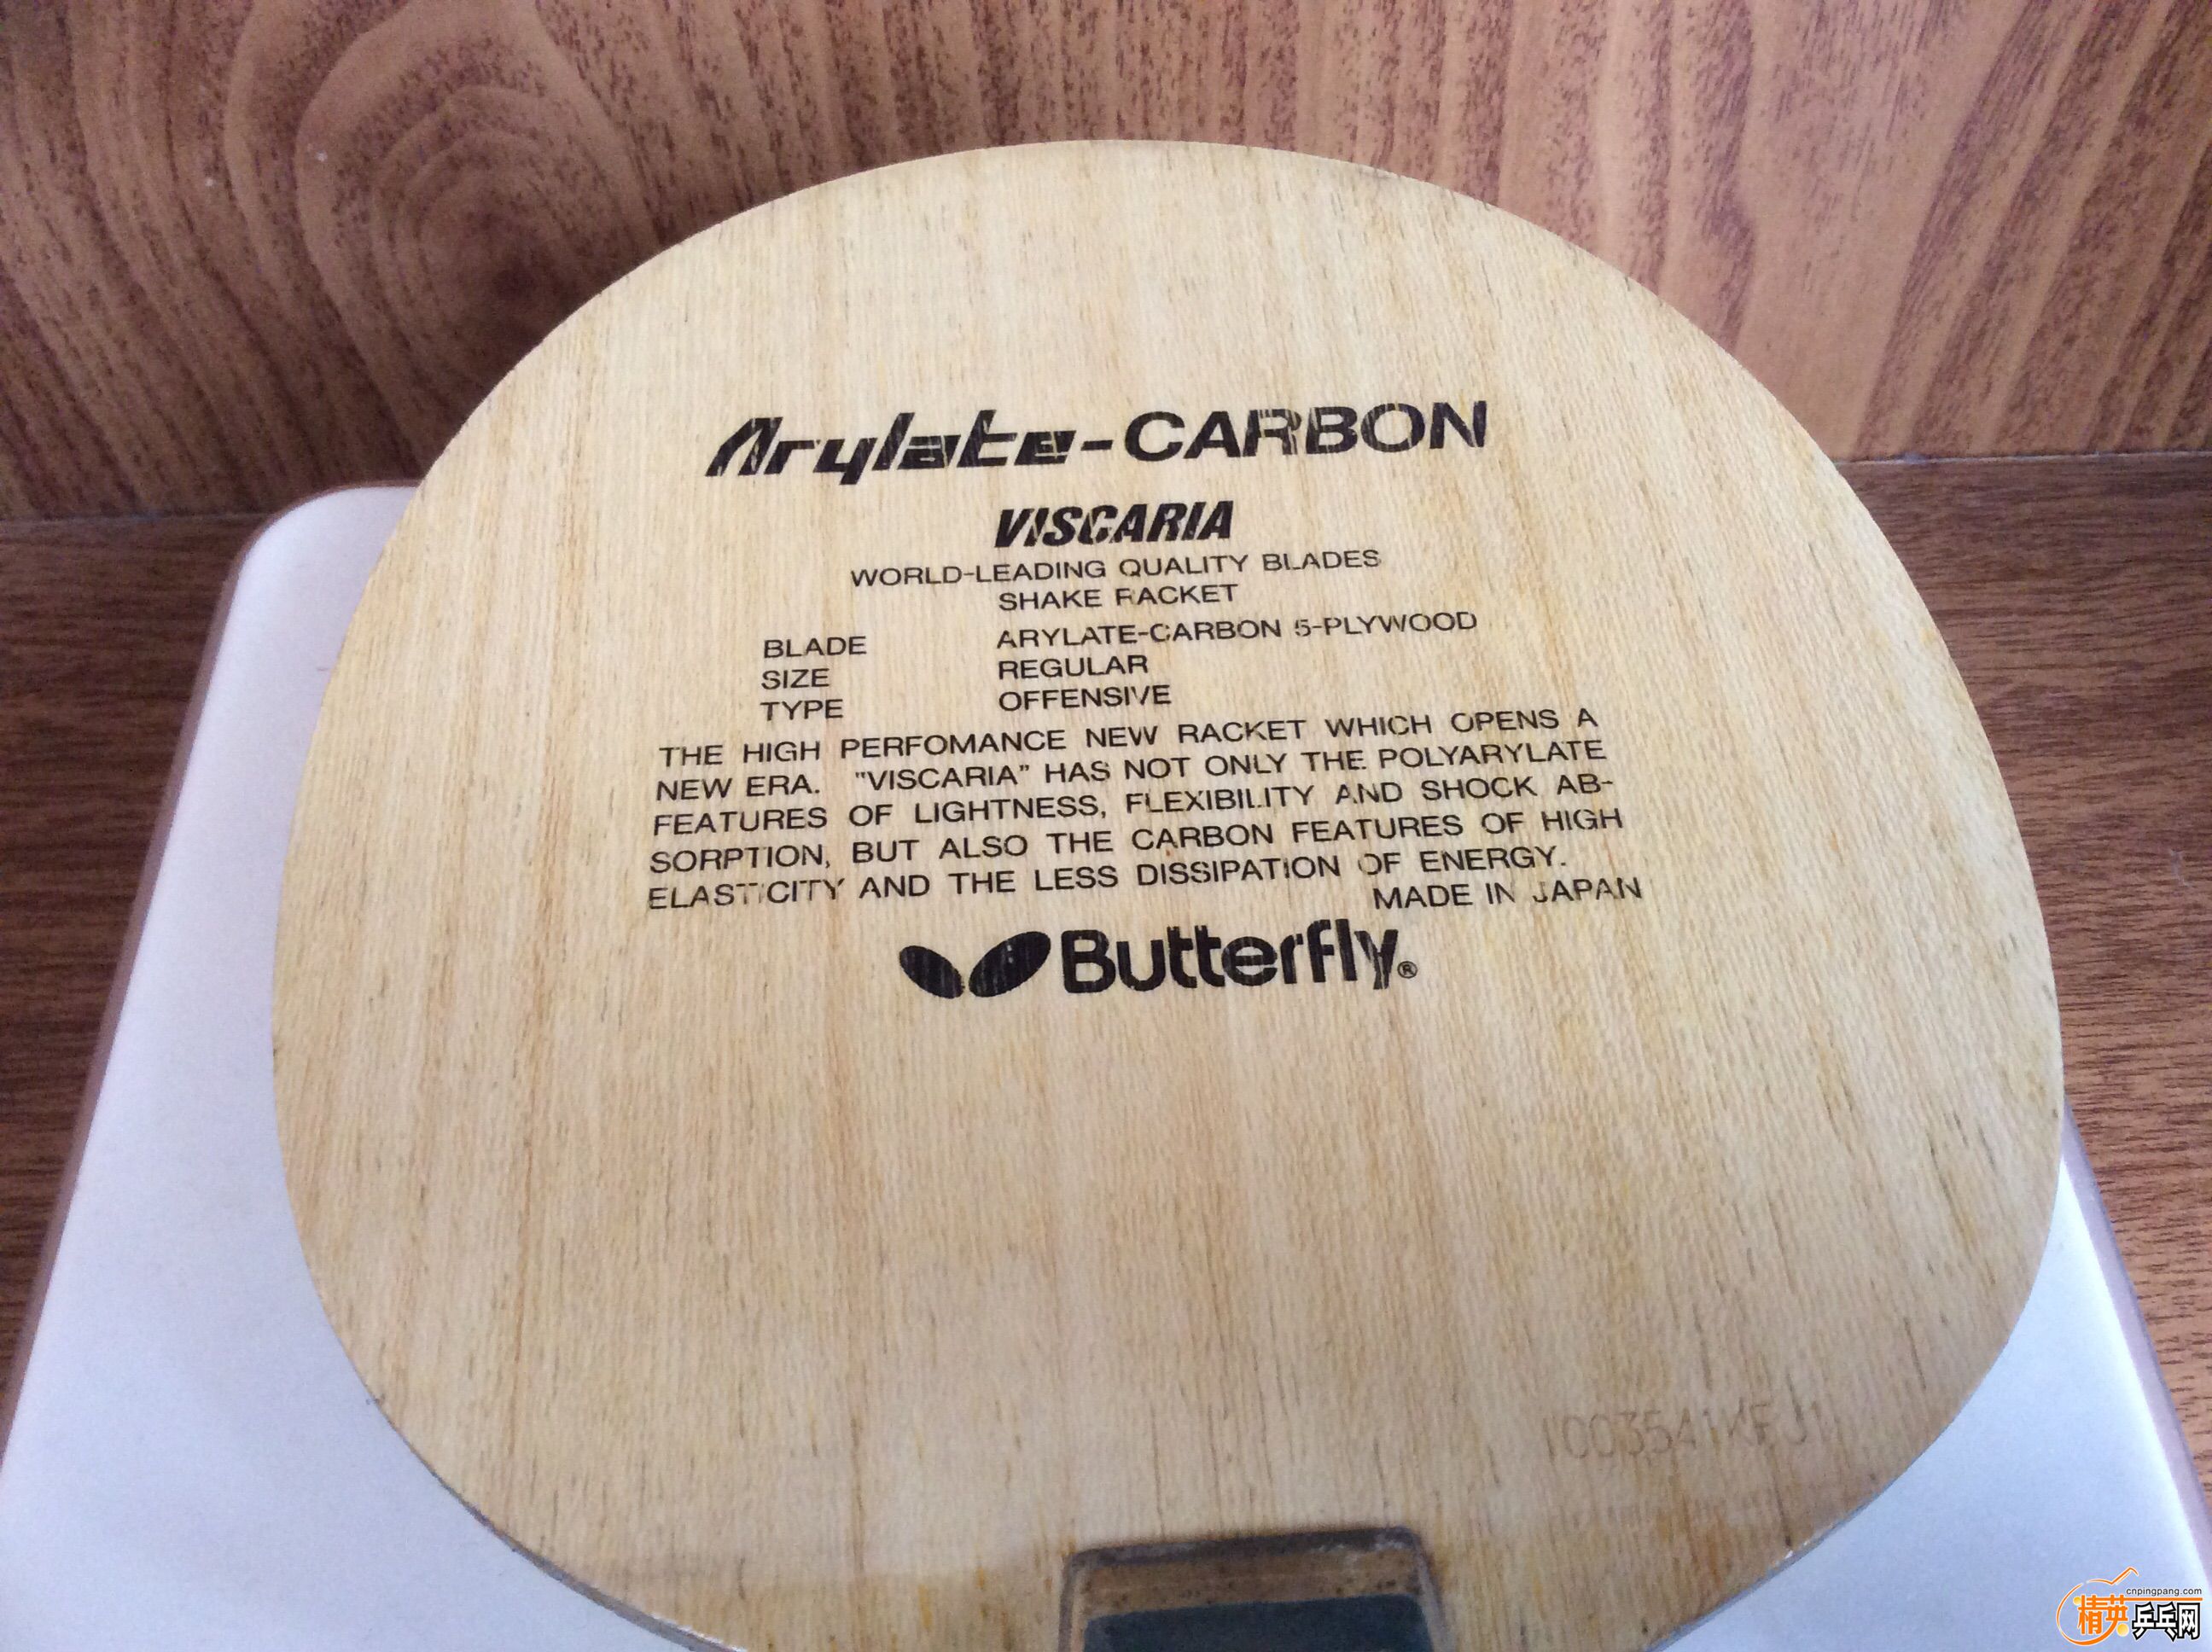 Arylate-CARBON
VISCARIA
WORLD-LEADING QUALITY BLADES
SHAKE RACKET
BLADE ARYLATE-CARBON 5-PLYWOOD
SIZE REGULAR
TYPE OFFENSIVE
THE HIGH PERFOMANCE NEW RACKET WHICH OPENS A
NEW ERA. "VISCARIA" HAS NOT ONLY THE POLYARYLATE
FEATURES OF LIGHTNESS, FLEXIBILITY AND SHOCK AB-
SORPTION, BUT ALSO THE CARBON FEATURES OF HIGH
ELASTICITY AND THE LESS DISSIPATION OF ENERGY.
MADE IN JAPAN
Butterfly®
cnpingpang.com
精英乒乓网